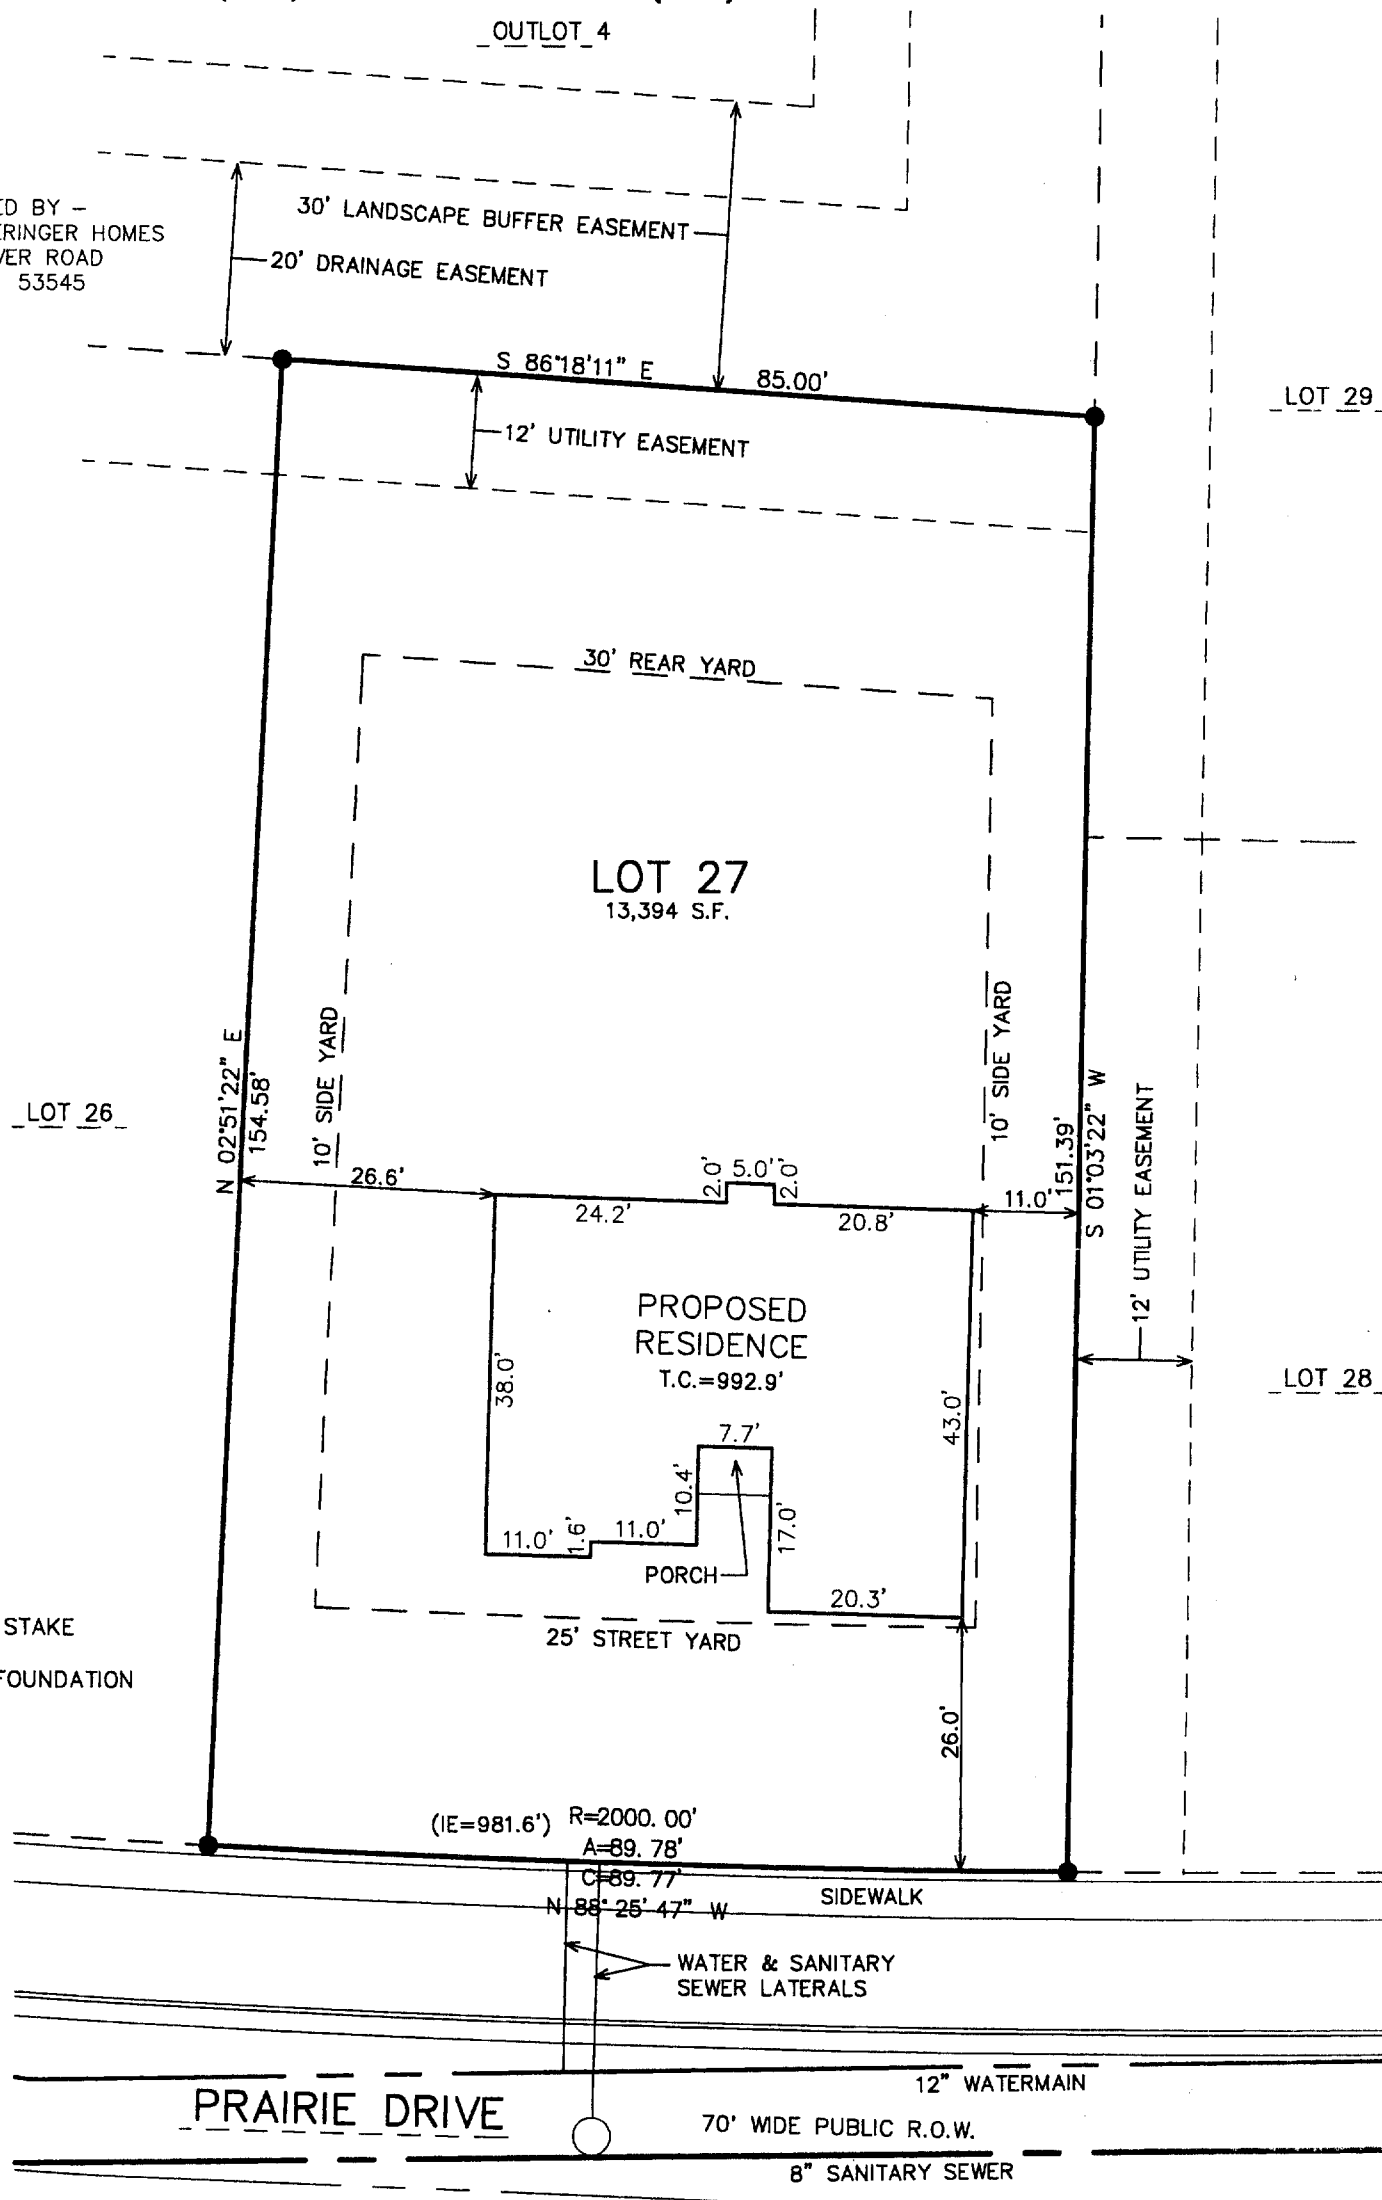 OUTLOT 4
ED BY –
ERINGER HOMES
VER ROAD
53545
30' LANDSCAPE BUFFER EASEMENT
20' DRAINAGE EASEMENT
S 86°18'11" E
85.00'
LOT 29
12' UTILITY EASEMENT
30' REAR YARD
LOT 27
13,394 S.F.
10' SIDE YARD
10' SIDE YARD
N 02°51'22" E
154.58'
151.39'
S 01°03'22" W
12' UTILITY EASEMENT
LOT 26
26.6'
24.2'
2.0'
5.0'
2.0'
20.8'
11.0'
PROPOSED
RESIDENCE
T.C.=992.9'
38.0'
43.0'
LOT 28
7.7'
10.4'
17.0'
11.0'
1.6'
11.0'
PORCH
20.3'
STAKE
25' STREET YARD
FOUNDATION
26.0'
(IE=981.6')
R=2000.00'
A=89.78'
C=89.77'
N 88°25'47" W
SIDEWALK
WATER & SANITARY
SEWER LATERALS
12" WATERMAIN
PRAIRIE DRIVE
70' WIDE PUBLIC R.O.W.
8" SANITARY SEWER